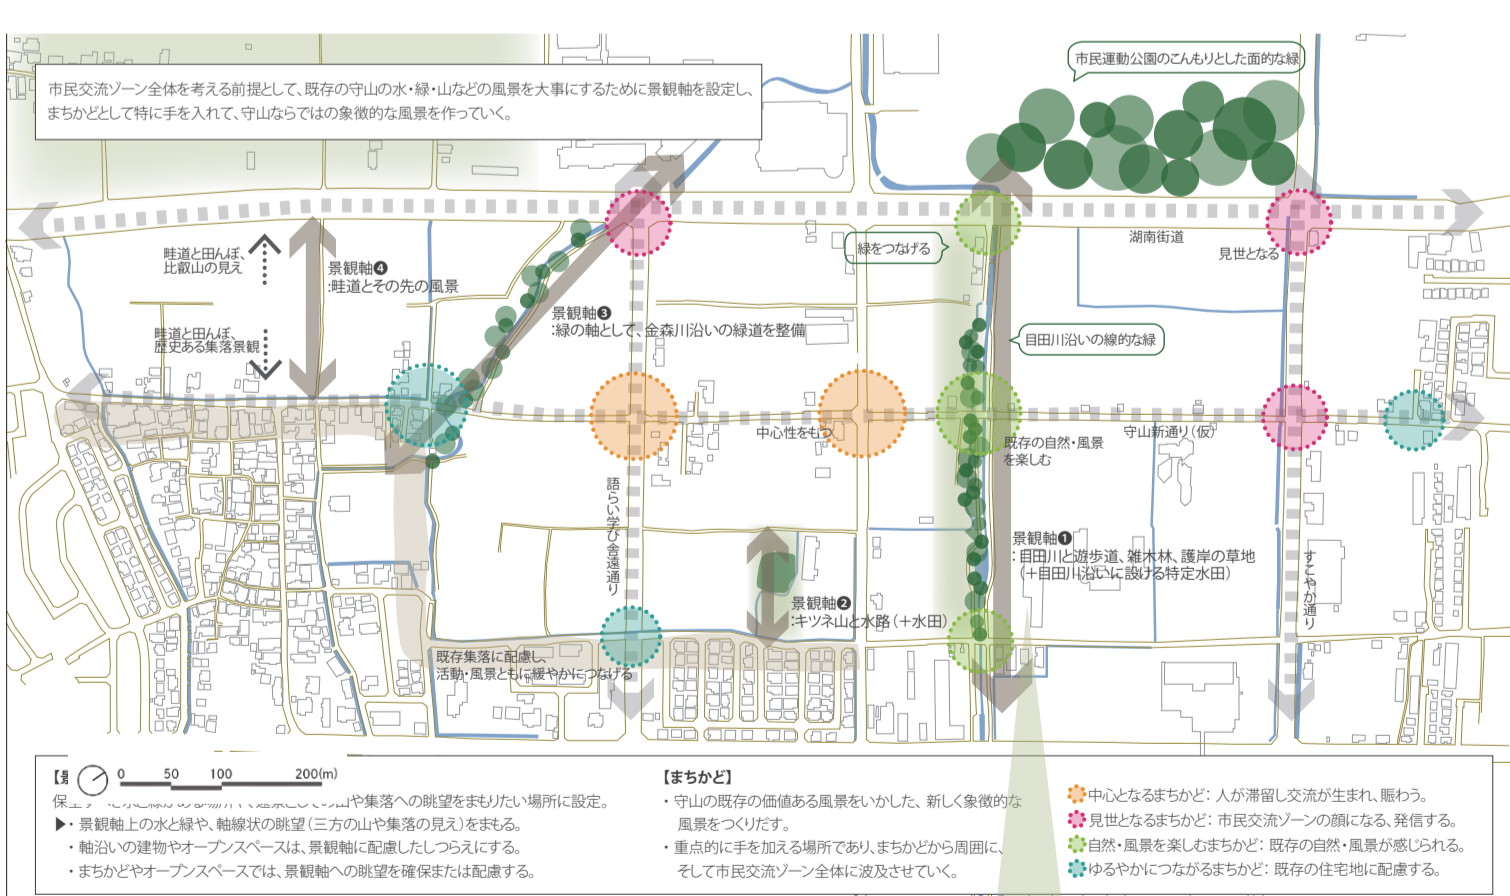 市民運動公園のこんもりとした面的な緑
市民交流ゾーン全体を考える前提として、既存の守山の水・緑・山などの風景を大事にするために景観軸を設定し、
まちかどとして特に手を入れて、守山ならではの象徴的な風景を作っていく。
畦道と田んぼ、
比叡山の見え
景観軸❹
:畦道とその先の風景
緑をつなげる
湖南街道
見世となる
畦道と田んぼ、
歴史ある集落景観
景観軸❸
:緑の軸として、金森川沿いの緑道を整備
目田川沿いの線的な緑
中心性をもつ
既存の自然・風景
を楽しむ
守山新通り(仮)
語らい学び舎遠通り
景観軸❶
:目田川と遊歩道、雑木林、護岸の草地
(+目田川沿いに設ける特定水田)
すこやか通り
景観軸❷
:キツネ山と水路(+水田)
既存集落に配慮し、
活動・風景ともに緩やかにつなげる
【景
0 50 100 200(m)
や集落への眺望をまもりたい場所に設定。
▶・景観軸上の水と緑や、軸線状の眺望(三方の山や集落の見え)をまもる。
・軸沿いの建物やオープンスペースは、景観軸に配慮したしつらえにする。
・まちかどやオープンスペースでは、景観軸への眺望を確保または配慮する。
【まちかど】
・守山の既存の価値ある風景をいかした、新しく象徴的な
風景をつくりだす。
・重点的に手を加える場所であり、まちかどから周囲に、
そして市民交流ゾーン全体に波及させていく。
中心となるまちかど：人が滞留し交流が生まれ、賑わう。
見世となるまちかど：市民交流ゾーンの顔になる、発信する。
自然・風景を楽しむまちかど：既存の自然・風景が感じられる。
ゆるやかにつながるまちかど：既存の住宅地に配慮する。